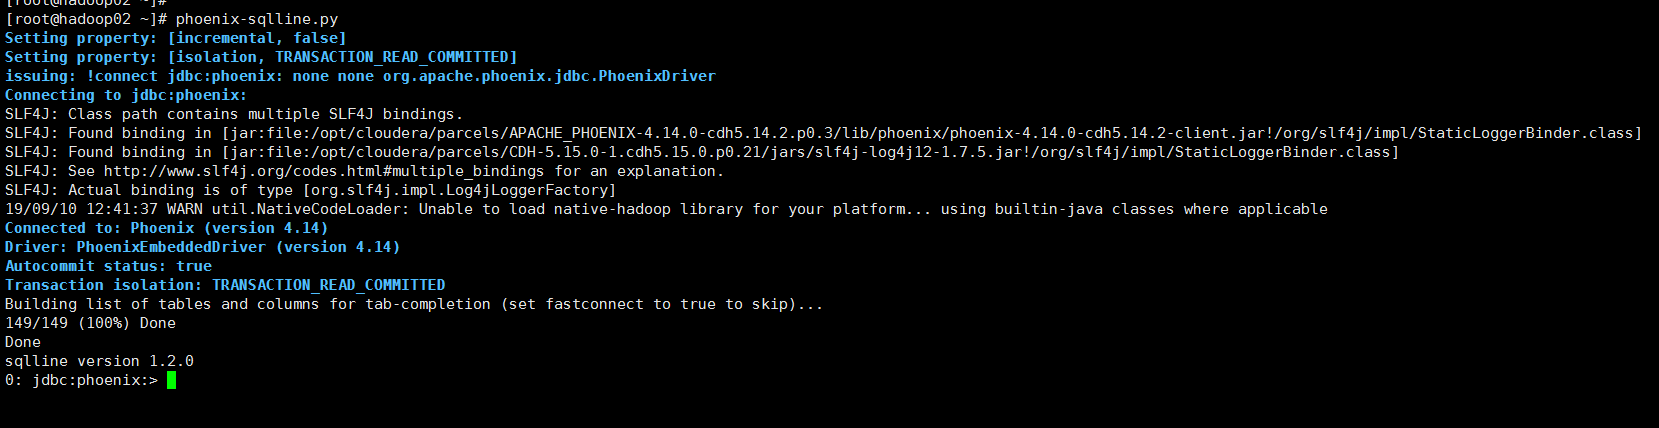 [root@hadoop02 ~]#
[root@hadoop02 ~]# phoenix-sqlline.py
Setting property: [incremental, false]
Setting property: [isolation, TRANSACTION_READ_COMMITTED]
issuing: !connect jdbc:phoenix: none none org.apache.phoenix.jdbc.PhoenixDriver
Connecting to jdbc:phoenix:
SLF4J: Class path contains multiple SLF4J bindings.
SLF4J: Found binding in [jar:file:/opt/cloudera/parcels/APACHE_PHOENIX-4.14.0-cdh5.14.2.p0.3/lib/phoenix/phoenix-4.14.0-cdh5.14.2-client.jar!/org/slf4j/impl/StaticLoggerBinder.class]
SLF4J: Found binding in [jar:file:/opt/cloudera/parcels/CDH-5.15.0-1.cdh5.15.0.p0.21/jars/slf4j-log4j12-1.7.5.jar!/org/slf4j/impl/StaticLoggerBinder.class]
SLF4J: See http://www.slf4j.org/codes.html#multiple_bindings for an explanation.
SLF4J: Actual binding is of type [org.slf4j.impl.Log4jLoggerFactory]
19/09/10 12:41:37 WARN util.NativeCodeLoader: Unable to load native-hadoop library for your platform... using builtin-java classes where applicable
Connected to: Phoenix (version 4.14)
Driver: PhoenixEmbeddedDriver (version 4.14)
Autocommit status: true
Transaction isolation: TRANSACTION_READ_COMMITTED
Building list of tables and columns for tab-completion (set fastconnect to true to skip)...
149/149 (100%) Done
Done
sqlline version 1.2.0
0: jdbc:phoenix:>